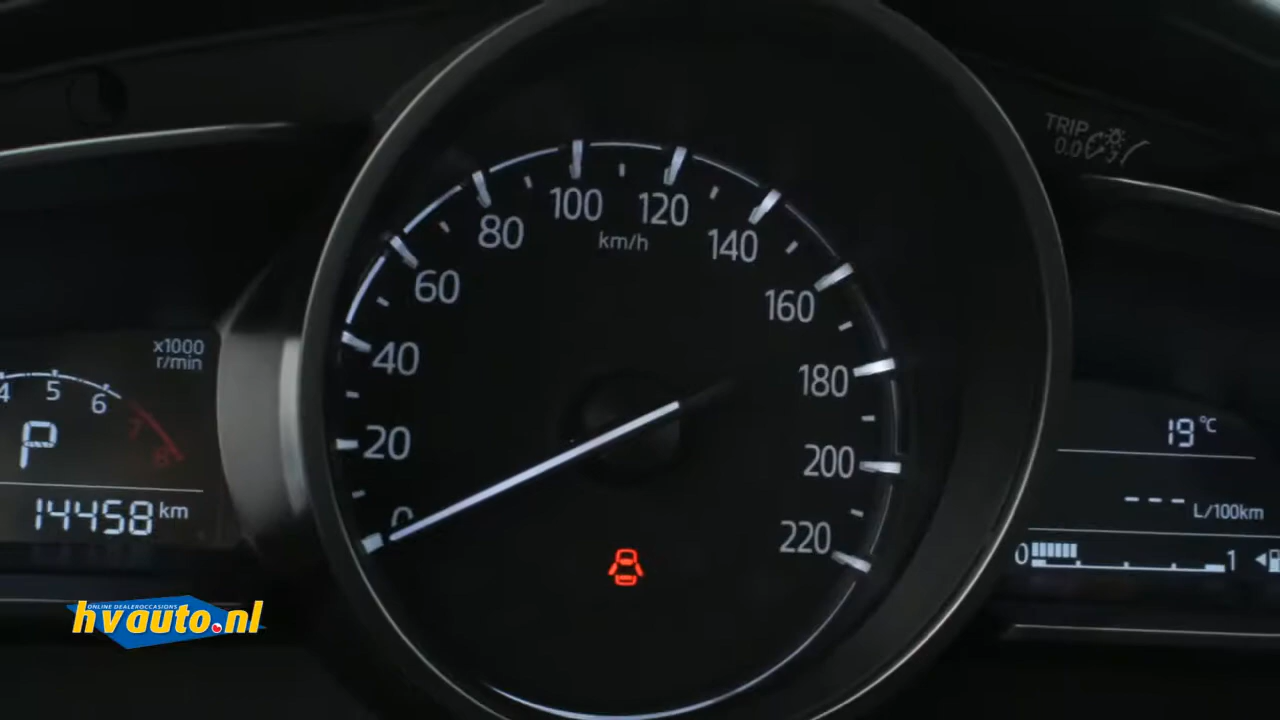 TRIP
0.0
100
120
80
km/h
140
60
160
x1000
r/min
40
180
4
5
6
7
8
P
19°C
20
200
--- L/100km
14458 km
0
220
0
1
ONLINE DEALEROCCASIONS
hvauto.nl